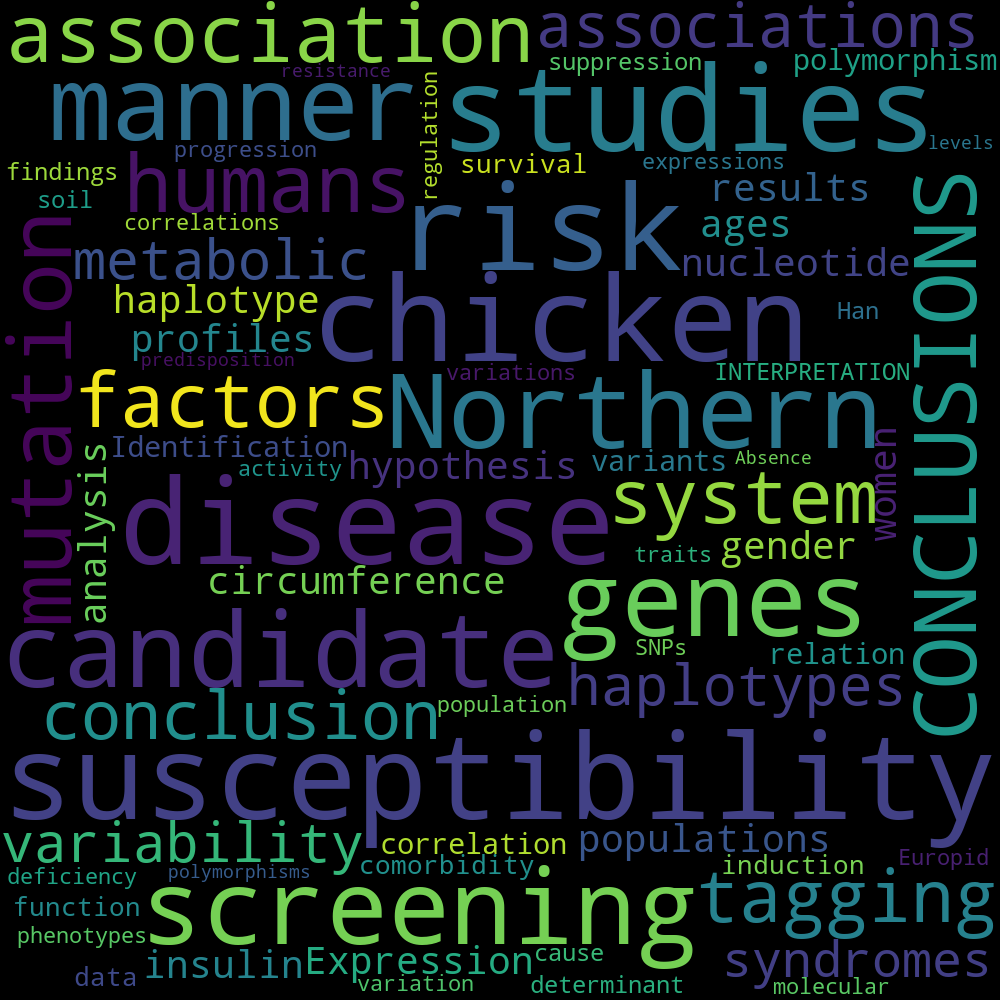 association
associations
manner
studies
resistance
suppression
polymorphism
regulation
progression
humans
survival
expressions
levels
findings
soil
risk
results
correlations
ages
mutation
metabolic
nucleotide
CONCLUSIONS
haplotype
chicken
Han
profiles
predisposition
variations
INTERPRETATION
factors
Northern
Identification
activity
hypothesis
variants
Absence
women
analysis
disease
system
traits
gender
circumference
genes
SNPs
relation
candidate
haplotypes
conclusion
population
susceptibility
variability
correlation
populations
deficiency
polymorphisms
comorbidity
induction
Europid
function
screening
tagging
phenotypes
data
insulin
Expression
cause
syndromes
variation
determinant
molecular